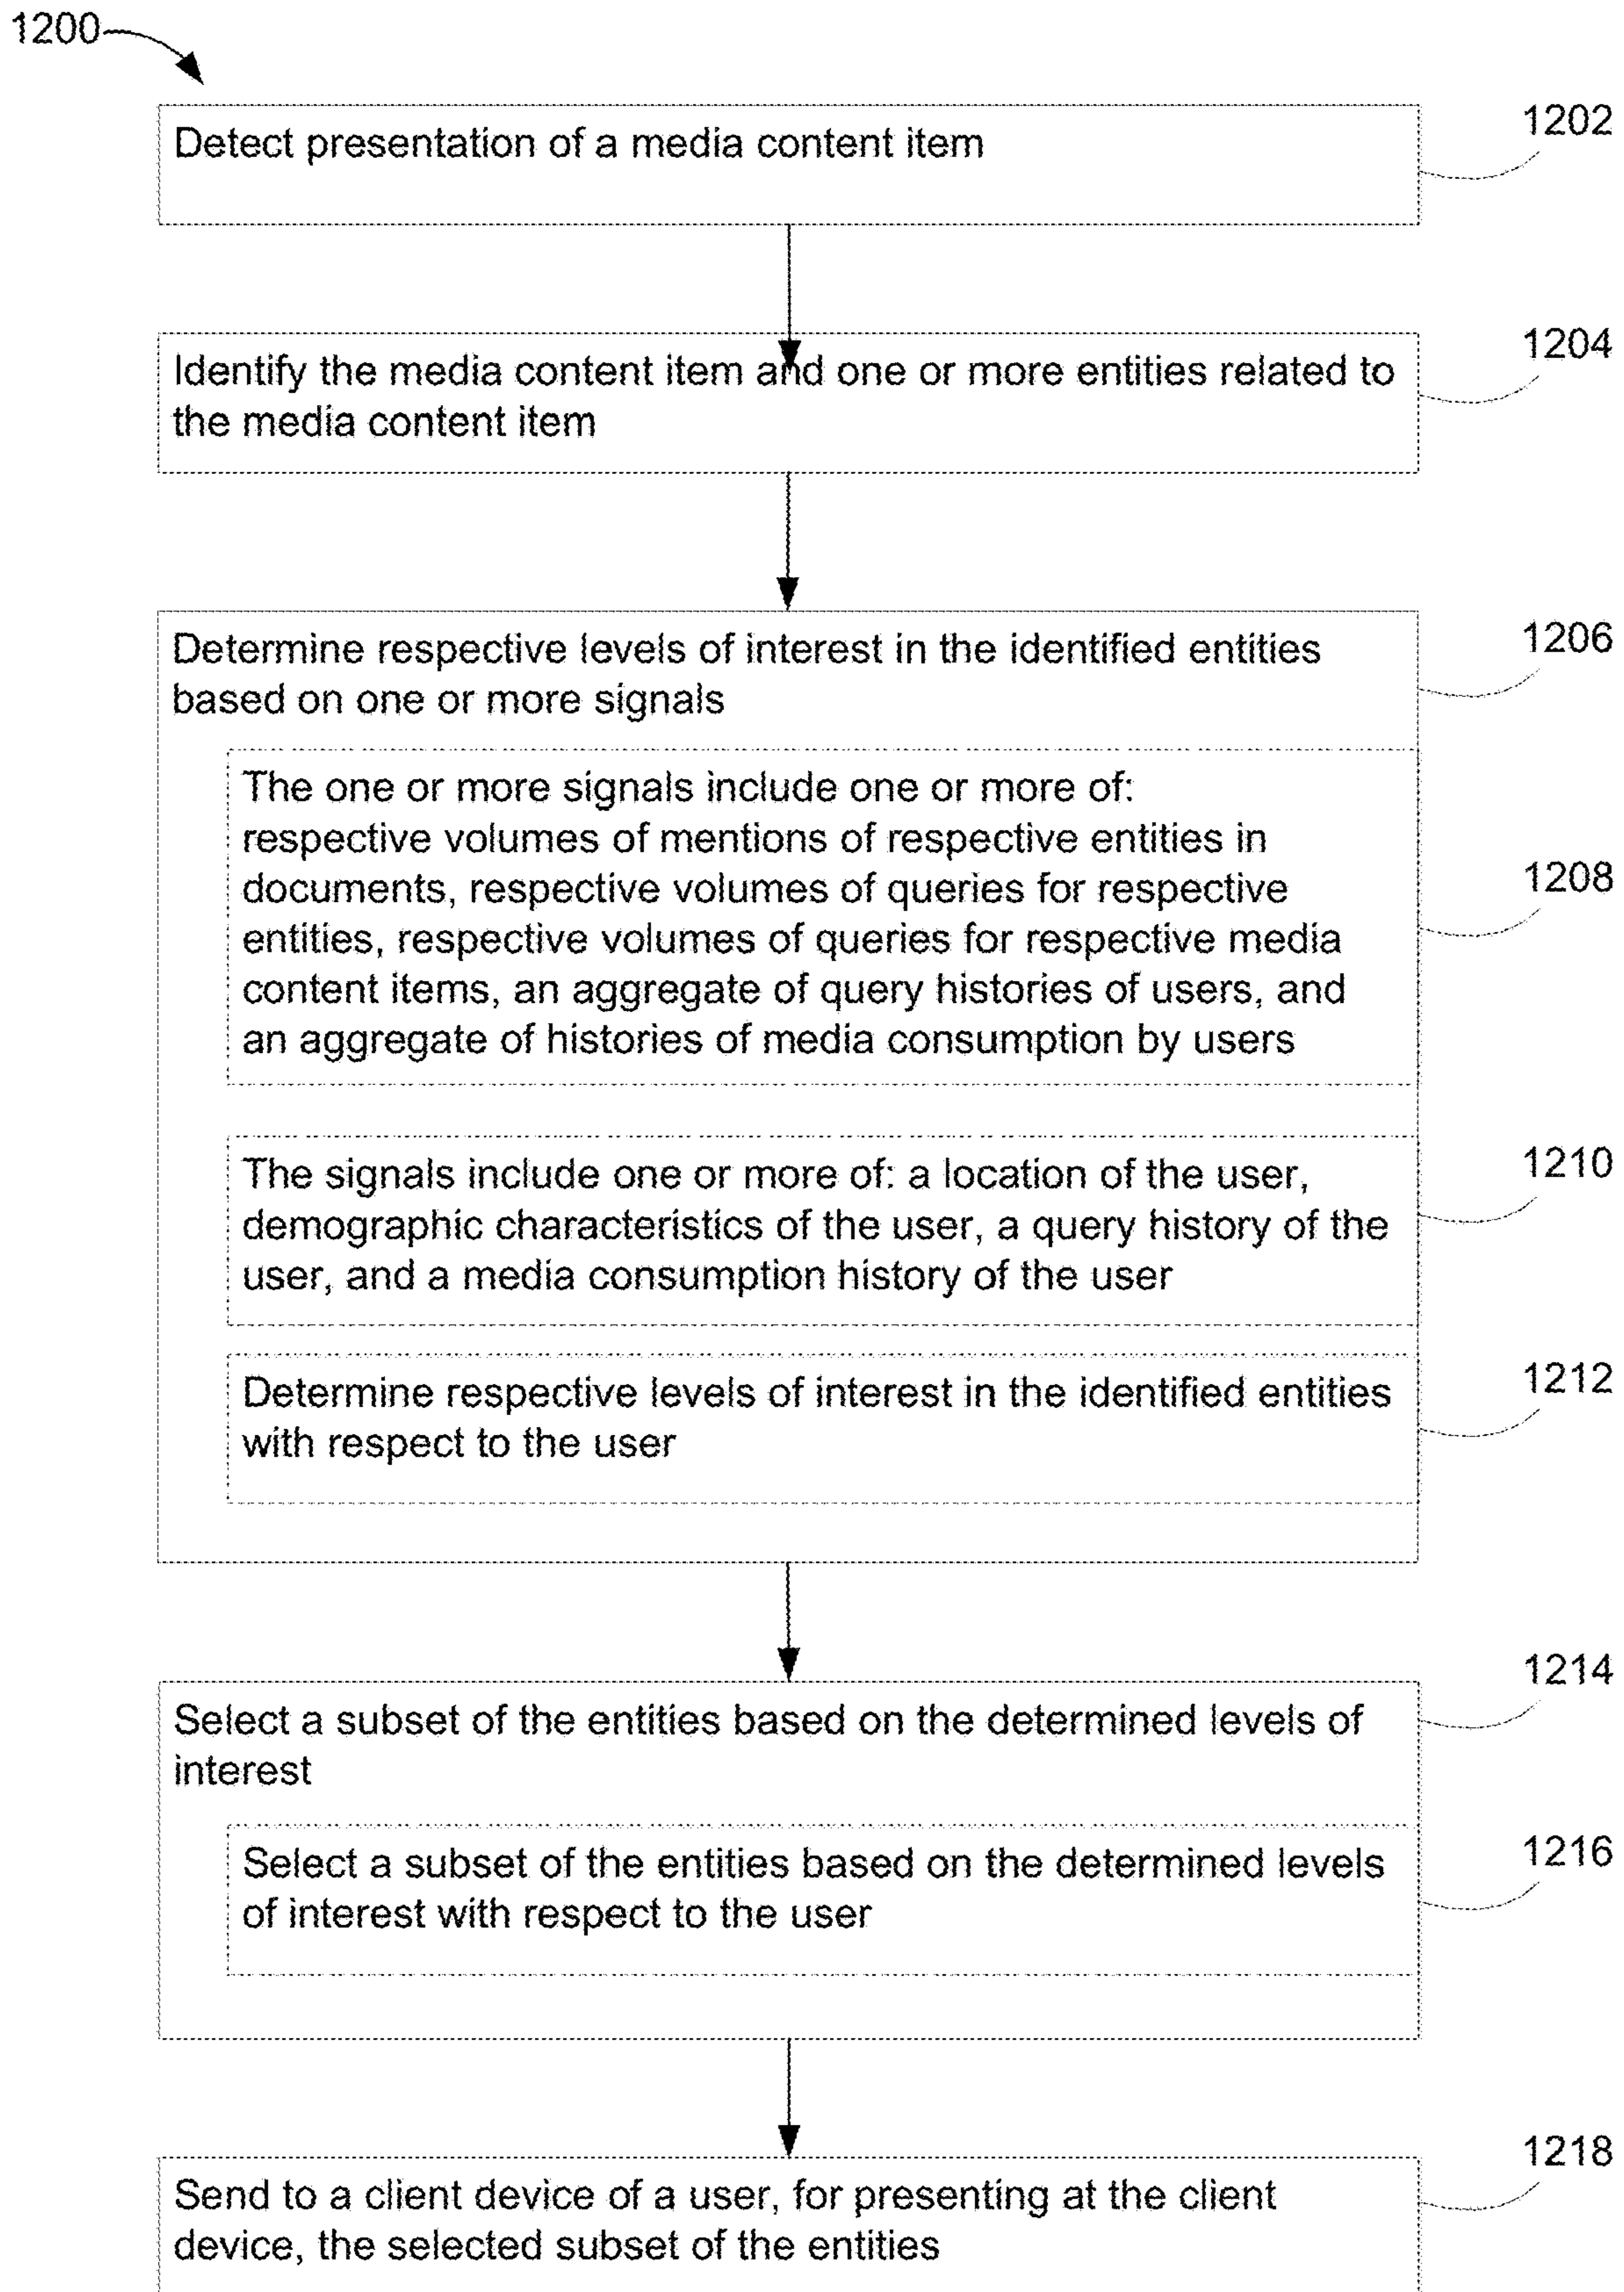 1200
Detect presentation of a media content item
1202
Identify the media content item and one or more entities related to
the media content item
1204
Determine respective levels of interest in the identified entities
based on one or more signals
1206
The one or more signals include one or more of:
respective volumes of mentions of respective entities in
documents, respective volumes of queries for respective
entities, respective volumes of queries for respective media
content items, an aggregate of query histories of users, and
an aggregate of histories of media consumption by users
1208
The signals include one or more of: a location of the user,
demographic characteristics of the user, a query history of the
user, and a media consumption history of the user
1210
Determine respective levels of interest in the identified entities
with respect to the user
1212
Select a subset of the entities based on the determined levels of
interest
1214
Select a subset of the entities based on the determined levels
of interest with respect to the user
1216
Send to a client device of a user, for presenting at the client
device, the selected subset of the entities
1218